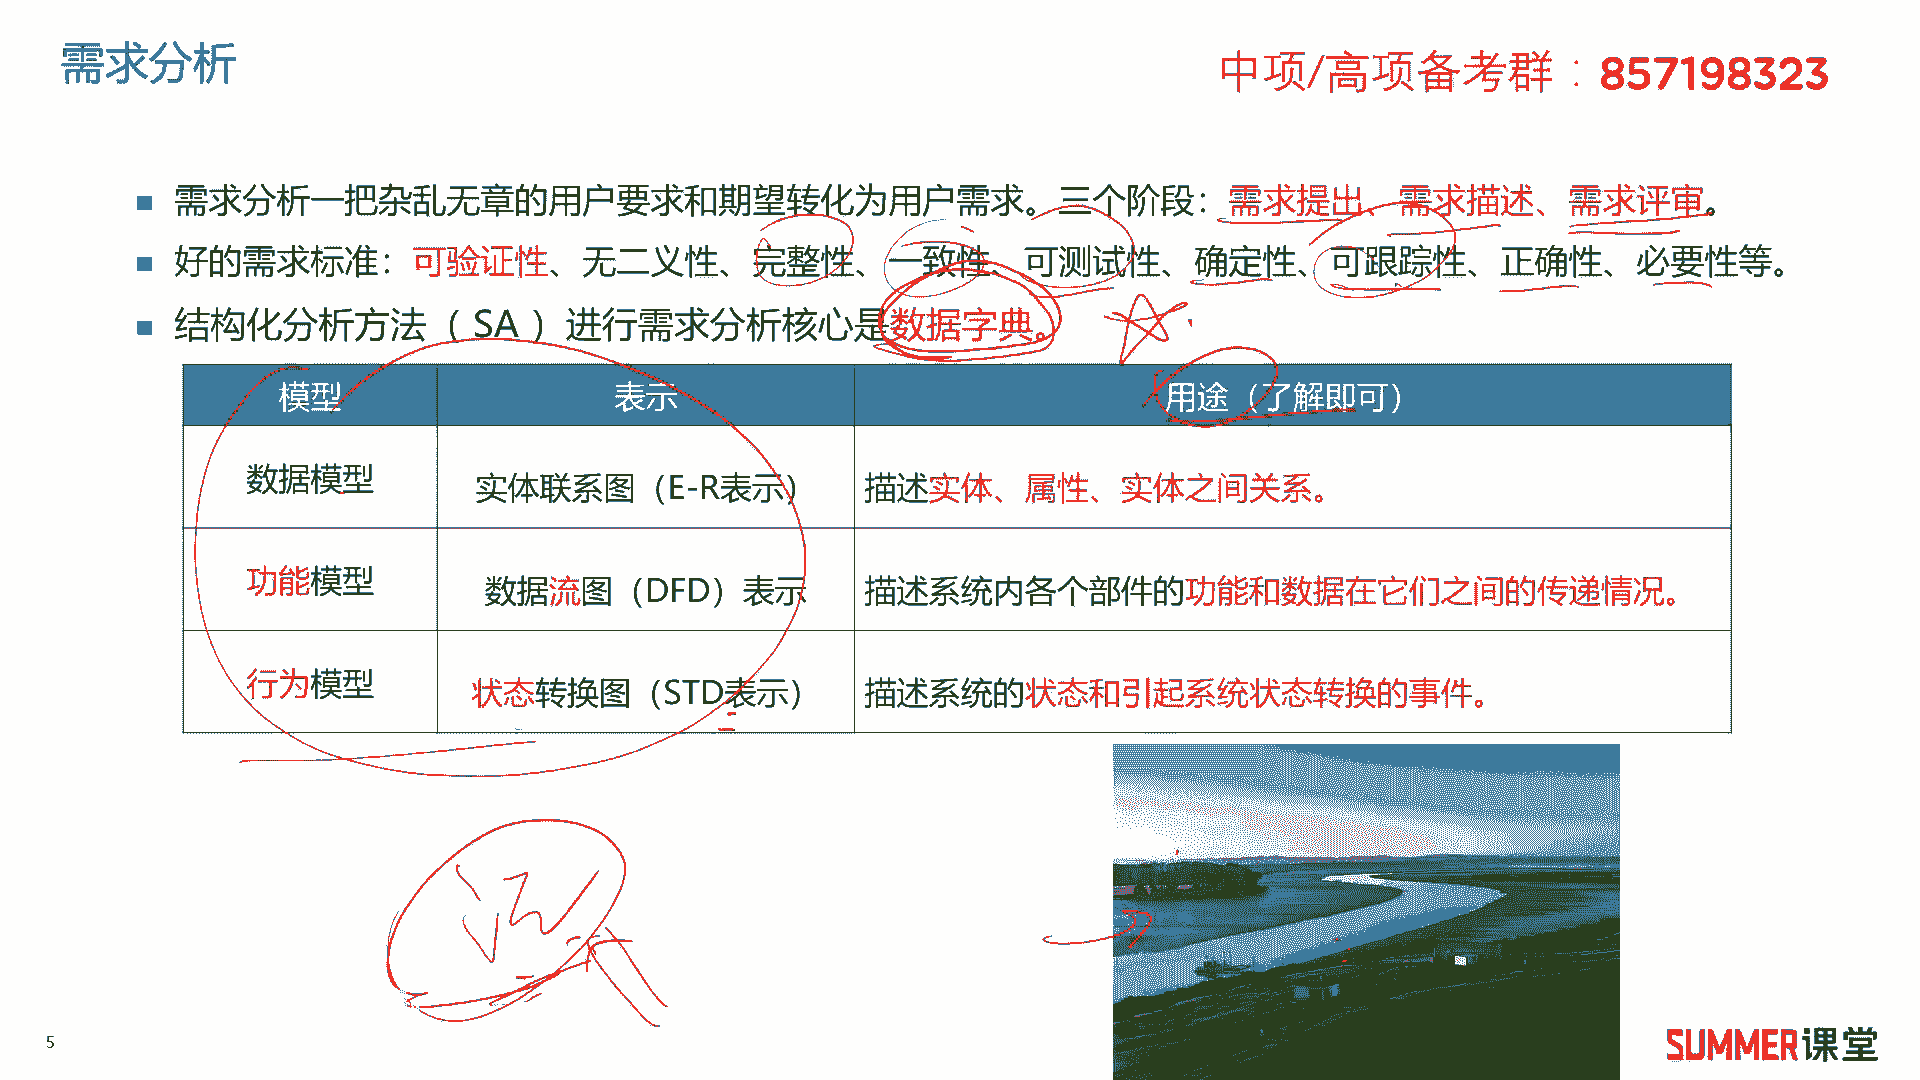 需求分析
中项/高项备考群：857198323
需求分析—把杂乱无章的用户要求和期望转化为用户需求。三个阶段：需求提出、需求描述、需求评审。
好的需求标准：可验证性、无二义性、完整性、一致性、可测试性、确定性、可跟踪性、正确性、必要性等。
结构化分析方法（SA）进行需求分析核心是数据字典。
模型 表示 用途（了解即可）
数据模型 实体联系图（E-R表示） 描述实体、属性、实体之间关系。
功能模型 数据流图（DFD）表示 描述系统内各个部件的功能和数据在它们之间的传递情况。
行为模型 状态转换图（STD表示） 描述系统的状态和引起系统状态转换的事件。
5
SUMMER课堂